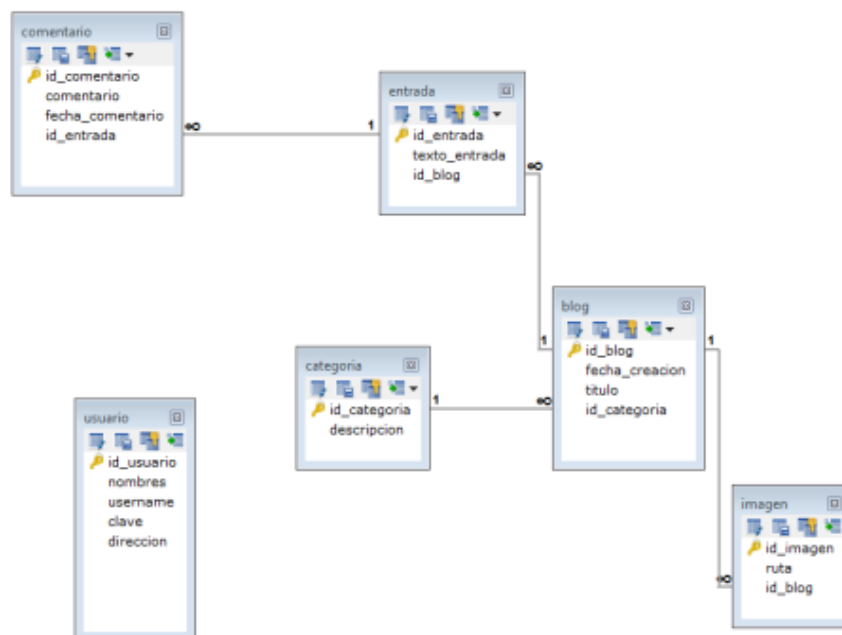 comentario
id_comentario
comentario
fecha_comentario
id_entrada
∞
1
entrada
id_entrada
texto_entrada
id_blog
∞
1
blog
id_blog
fecha_creacion
titulo
id_categoria
1
categoria
id_categoria
descripcion
1
∞
usuario
id_usuario
nombres
username
clave
direccion
imagen
id_imagen
ruta
id_blog
∞